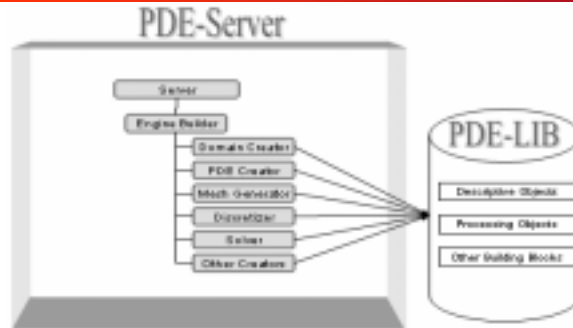 PDE-Server
Server
Engine Builder
Domain Creator
PDE Creator
Mesh Generator
Discretizer
Solver
Other Creators
PDE-LIB
Descriptive Objects
Processing Objects
Other Building Blocks